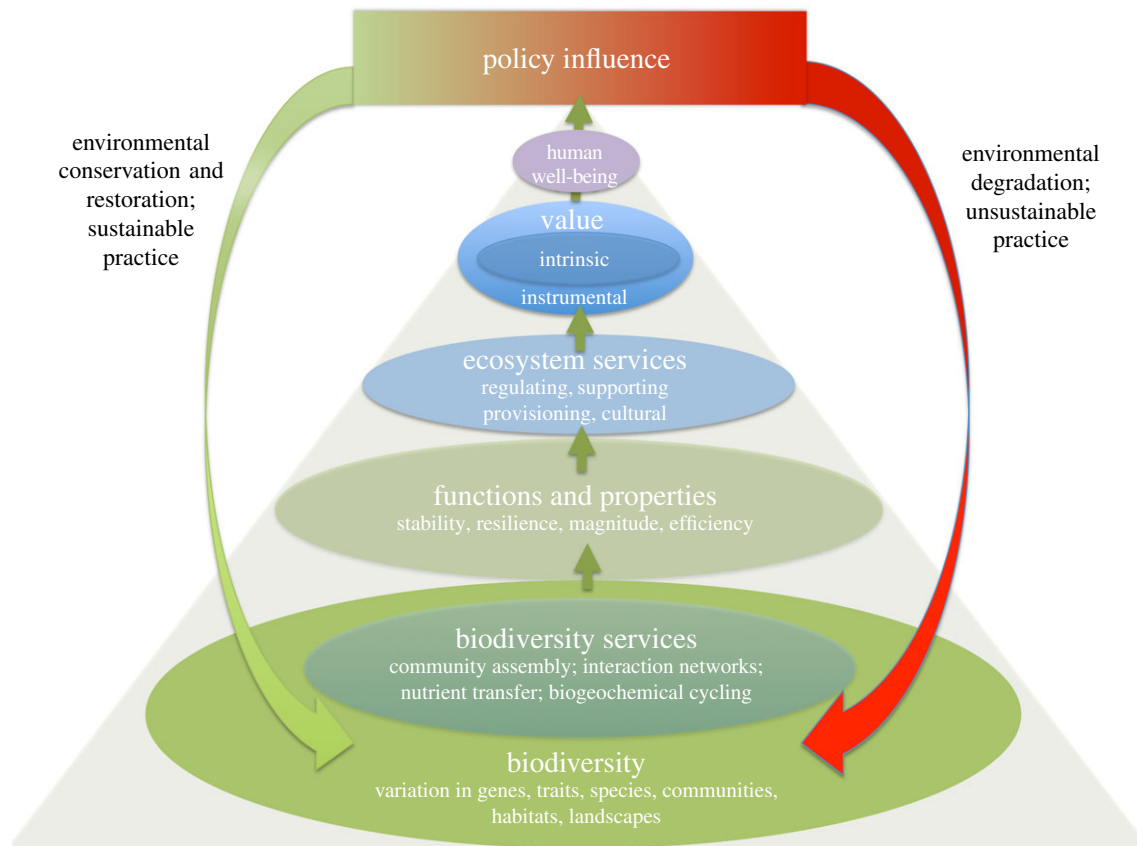 policy influence
environmental
conservation and
restoration;
sustainable
practice
environmental
degradation;
unsustainable
practice
human
well-being
value
intrinsic
instrumental
ecosystem services
regulating, supporting
provisioning, cultural
functions and properties
stability, resilience, magnitude, efficiency
biodiversity services
community assembly; interaction networks;
nutrient transfer; biogeochemical cycling
biodiversity
variation in genes, traits, species, communities,
habitats, landscapes